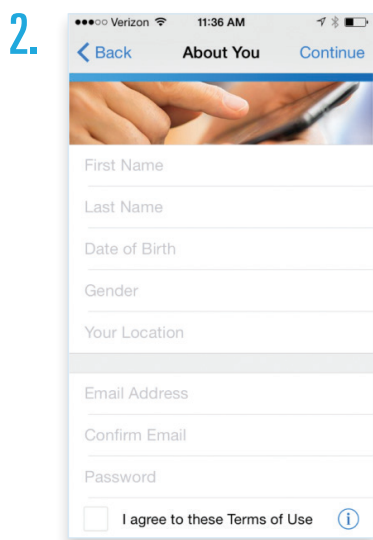 2.
Verizon 11:36 AM
Back About You Continue
First Name
Last Name
Date of Birth
Gender
Your Location
Email Address
Confirm Email
Password
I agree to these Terms of Use